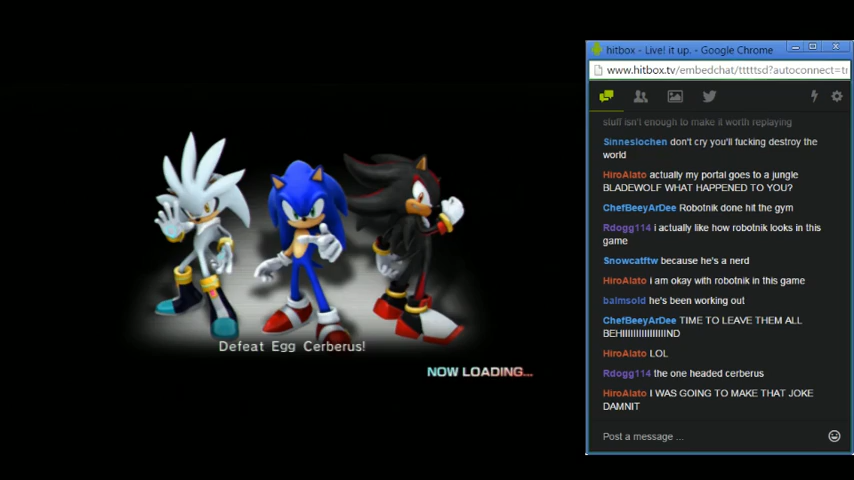 hitbox - Live! it up. - Google Chrome
www.hitbox.tv/embedchat/tttttsd?autoconnect=tr
stuff isn't enough to make it worth replaying
Sinneslochen don't cry you'll fucking destroy the
world
HiroAlato actually my portal goes to a jungle
BLADEWOLF WHAT HAPPENED TO YOU?
ChefBeeyArDee Robotnik done hit the gym
Rdogg114 i actually like how robotnik looks in this
game
Snowcatftw because he's a nerd
HiroAlato i am okay with robotnik in this game
balmsold he's been working out
ChefBeeyArDee TIME TO LEAVE THEM ALL
BEHIIIIIIIIIIIIIIIIND
HiroAlato LOL
Rdogg114 the one headed cerberus
HiroAlato I WAS GOING TO MAKE THAT JOKE
DAMNIT
Post a message ...
Defeat Egg Cerberus!
NOW LOADING...